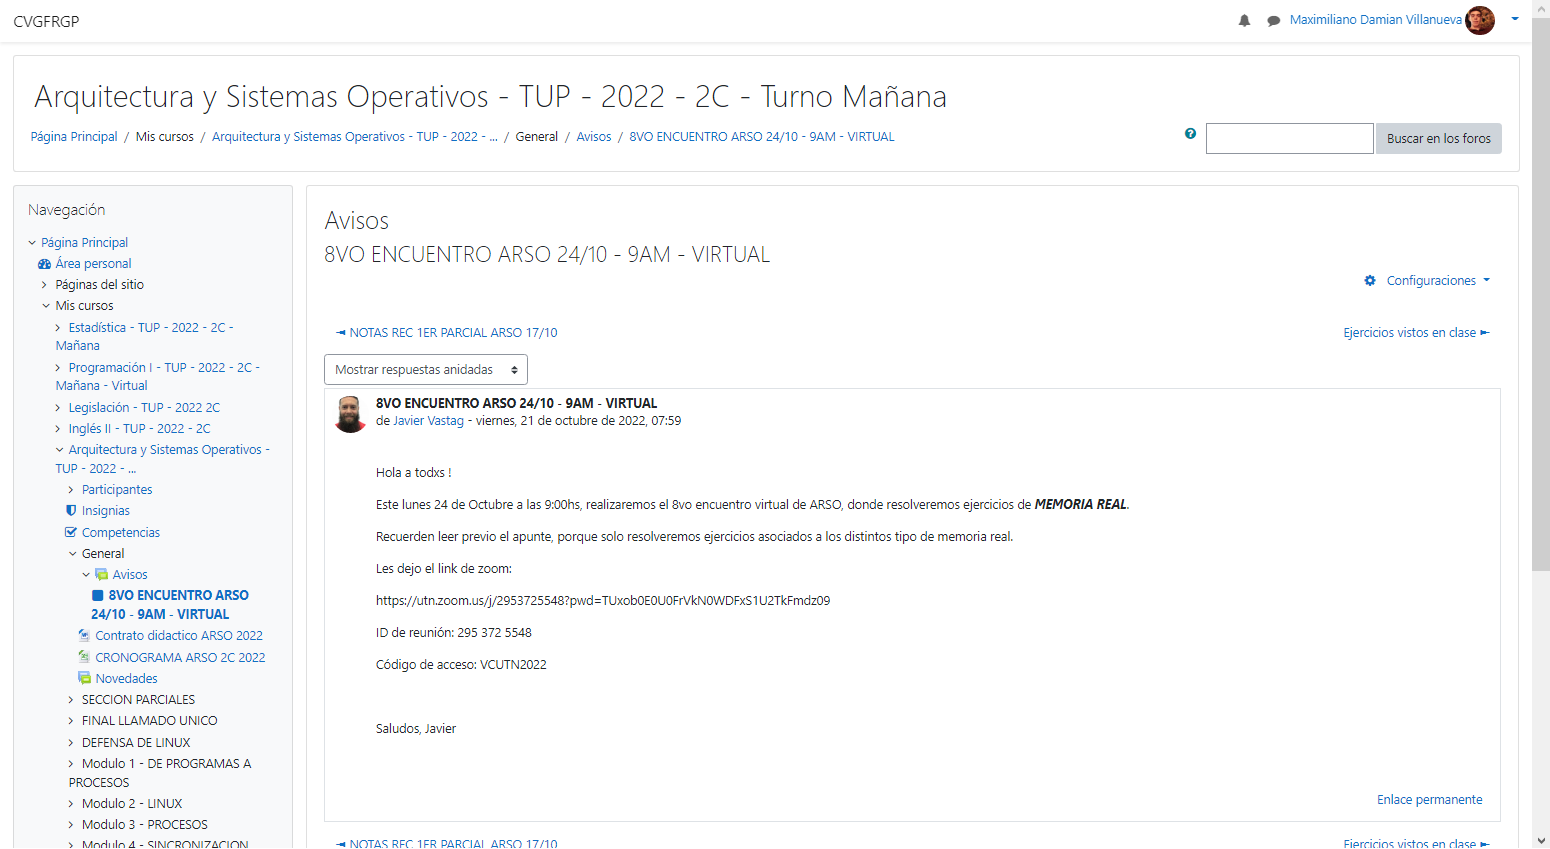 CVGFRGP
Maximiliano Damian Villanueva
Arquitectura y Sistemas Operativos - TUP - 2022 - 2C - Turno Mañana
Página Principal / Mis cursos / Arquitectura y Sistemas Operativos - TUP - 2022 - ... / General / Avisos / 8VO ENCUENTRO ARSO 24/10 - 9AM - VIRTUAL
Buscar en los foros
Navegación
Página Principal
Área personal
Páginas del sitio
Mis cursos
Estadística - TUP - 2022 - 2C -
Mañana
Programación I - TUP - 2022 - 2C -
Mañana - Virtual
Legislación - TUP - 2022 2C
Inglés II - TUP - 2022 - 2C
Arquitectura y Sistemas Operativos -
TUP - 2022 - ...
Participantes
Insignias
Competencias
General
Avisos
8VO ENCUENTRO ARSO
24/10 - 9AM - VIRTUAL
Contrato didactico ARSO 2022
CRONOGRAMA ARSO 2C 2022
Novedades
SECCION PARCIALES
FINAL LLAMADO UNICO
DEFENSA DE LINUX
Modulo 1 - DE PROGRAMAS A
PROCESOS
Modulo 2 - LINUX
Modulo 3 - PROCESOS
Modulo 4 - SINCRONIZACION
Avisos
8VO ENCUENTRO ARSO 24/10 - 9AM - VIRTUAL
Configuraciones
◄ NOTAS REC 1ER PARCIAL ARSO 17/10
Ejercicios vistos en clase ►
Mostrar respuestas anidadas
8VO ENCUENTRO ARSO 24/10 - 9AM - VIRTUAL
de Javier Vastag - viernes, 21 de octubre de 2022, 07:59
Hola a todxs !
Este lunes 24 de Octubre a las 9:00hs, realizaremos el 8vo encuentro virtual de ARSO, donde resolveremos ejercicios de MEMORIA REAL.
Recuerden leer previo el apunte, porque solo resolveremos ejercicios asociados a los distintos tipo de memoria real.
Les dejo el link de zoom:
https://utn.zoom.us/j/2953725548?pwd=TUxob0E0U0FrVkN0WDFxS1U2TkFmdz09
ID de reunión: 295 372 5548
Código de acceso: VCUTN2022
Saludos, Javier
Enlace permanente
◄ NOTAS REC 1ER PARCIAL ARSO 17/10
Ejercicios vistos en clase ►